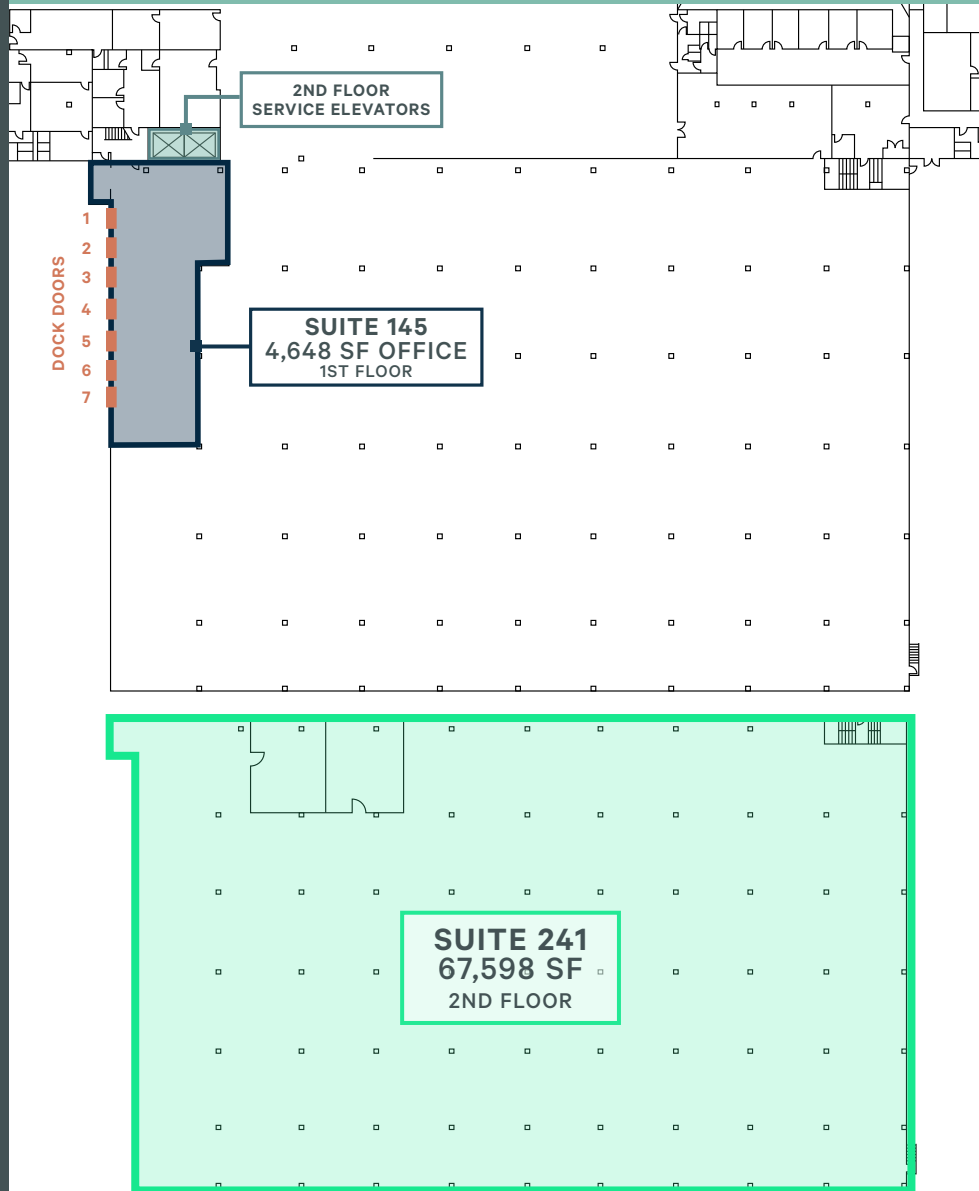 2ND FLOOR
SERVICE ELEVATORS
DOCK DOORS
1
2
3
4
5
6
7
SUITE 145
4,648 SF OFFICE
1ST FLOOR
SUITE 241
67,598 SF
2ND FLOOR